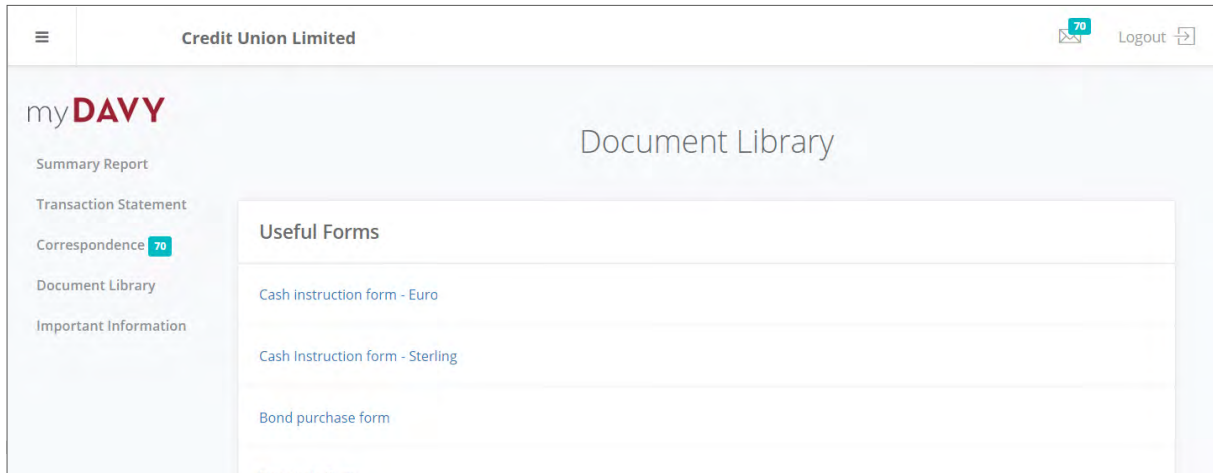 Credit Union Limited
70
Logout
myDAVY
Document Library
Summary Report
Transaction Statement
Correspondence 70
Document Library
Important Information
Useful Forms
Cash instruction form - Euro
Cash Instruction form - Sterling
Bond purchase form